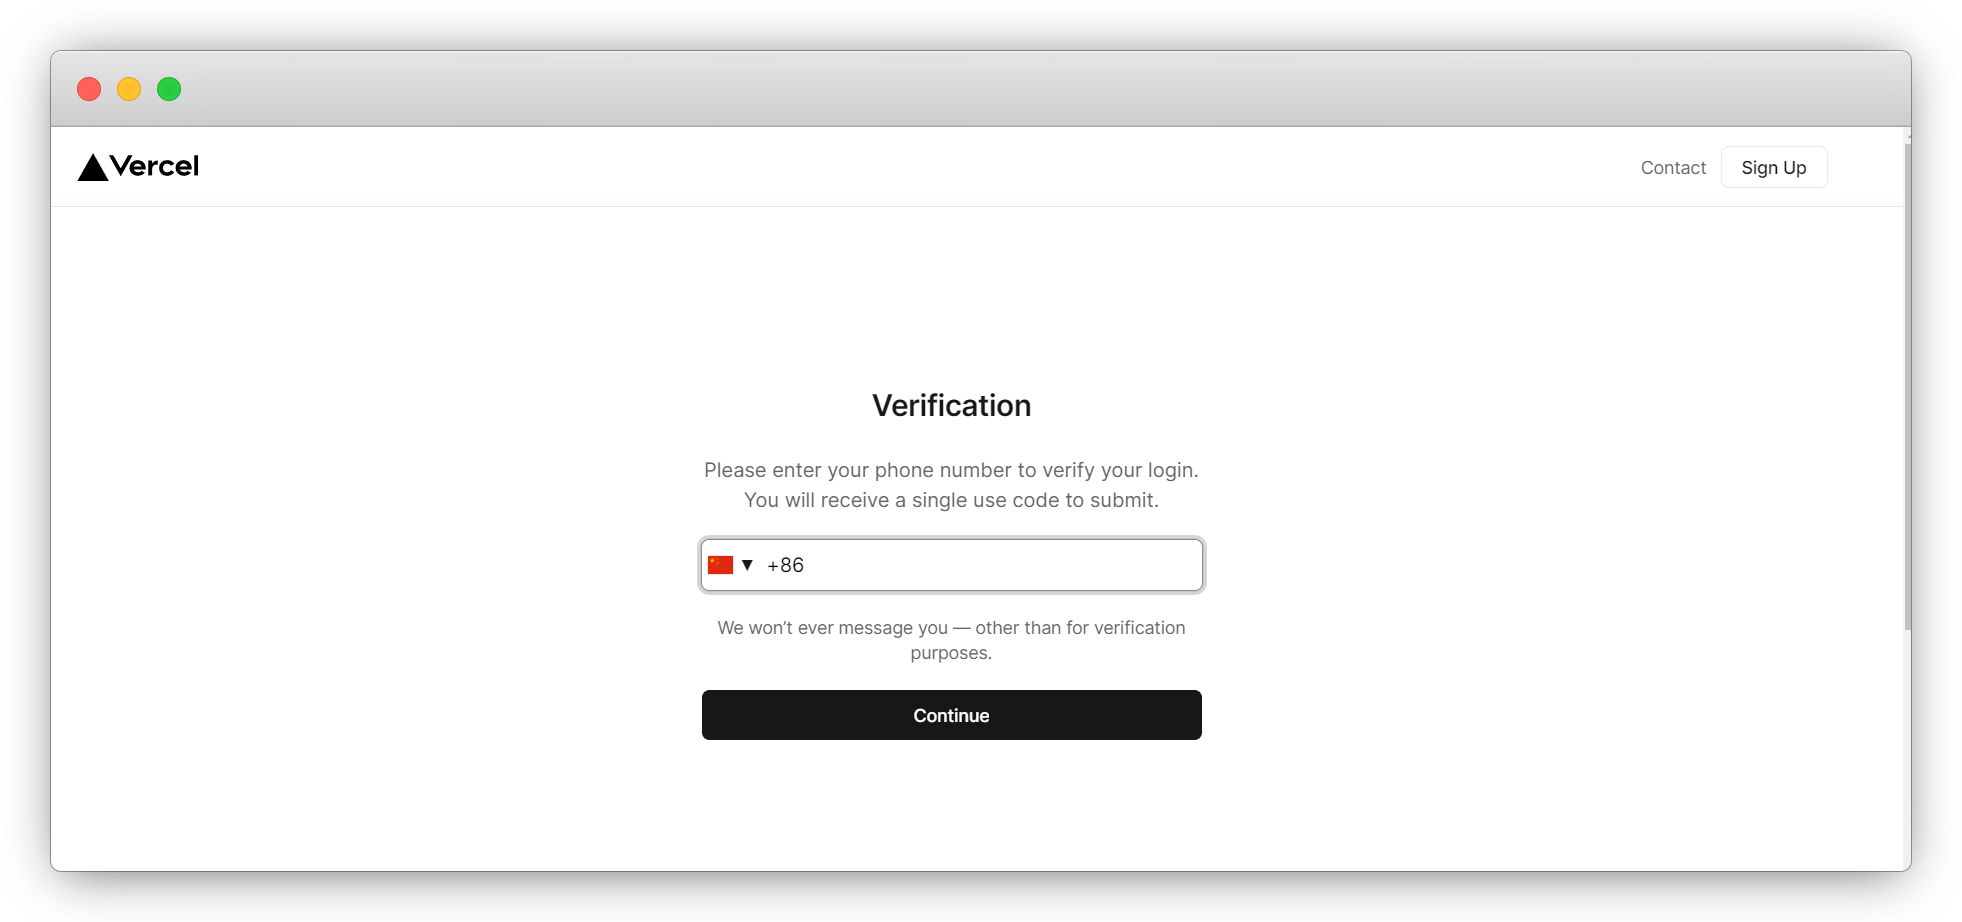 Vercel
Contact
Sign Up
Verification
Please enter your phone number to verify your login.
You will receive a single use code to submit.
+86
We won’t ever message you — other than for verification
purposes.
Continue